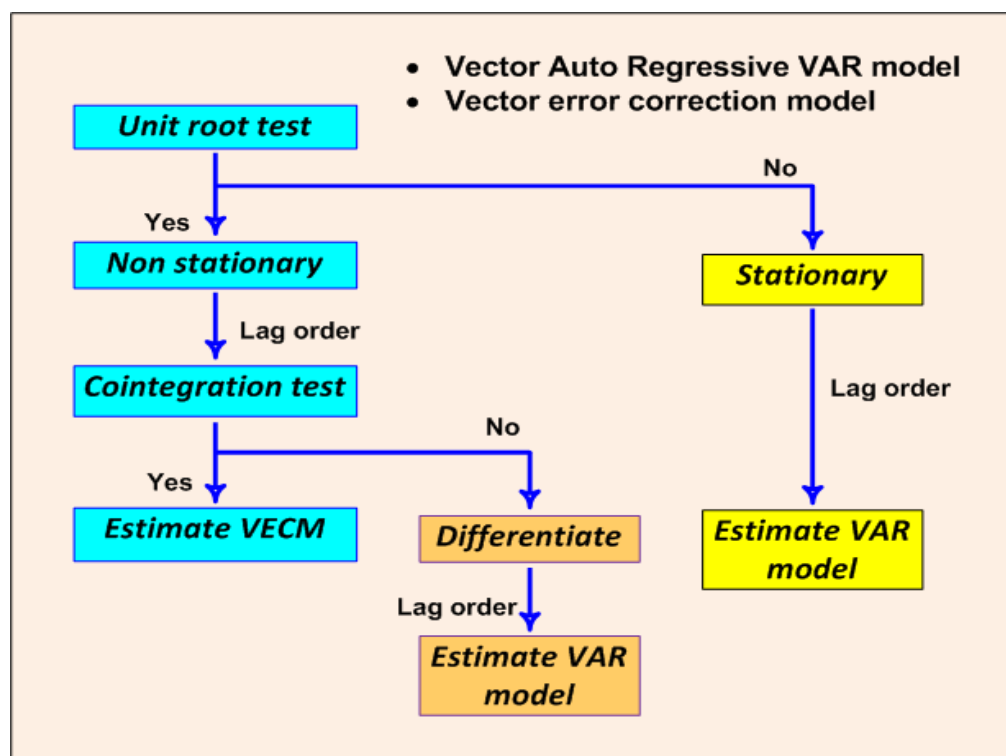 • Vector Auto Regressive VAR model
• Vector error correction model
Unit root test
No
Yes
Non stationary
Stationary
Lag order
Lag order
Cointegration test
No
Yes
Estimate VECM
Differentiate
Estimate VAR
model
Lag order
Estimate VAR
model